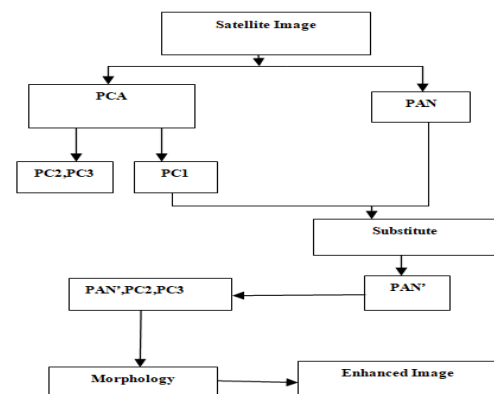 Satellite Image
PCA
PAN
PC2,PC3
PC1
Substitute
PAN’,PC2,PC3
PAN’
Morphology
Enhanced Image